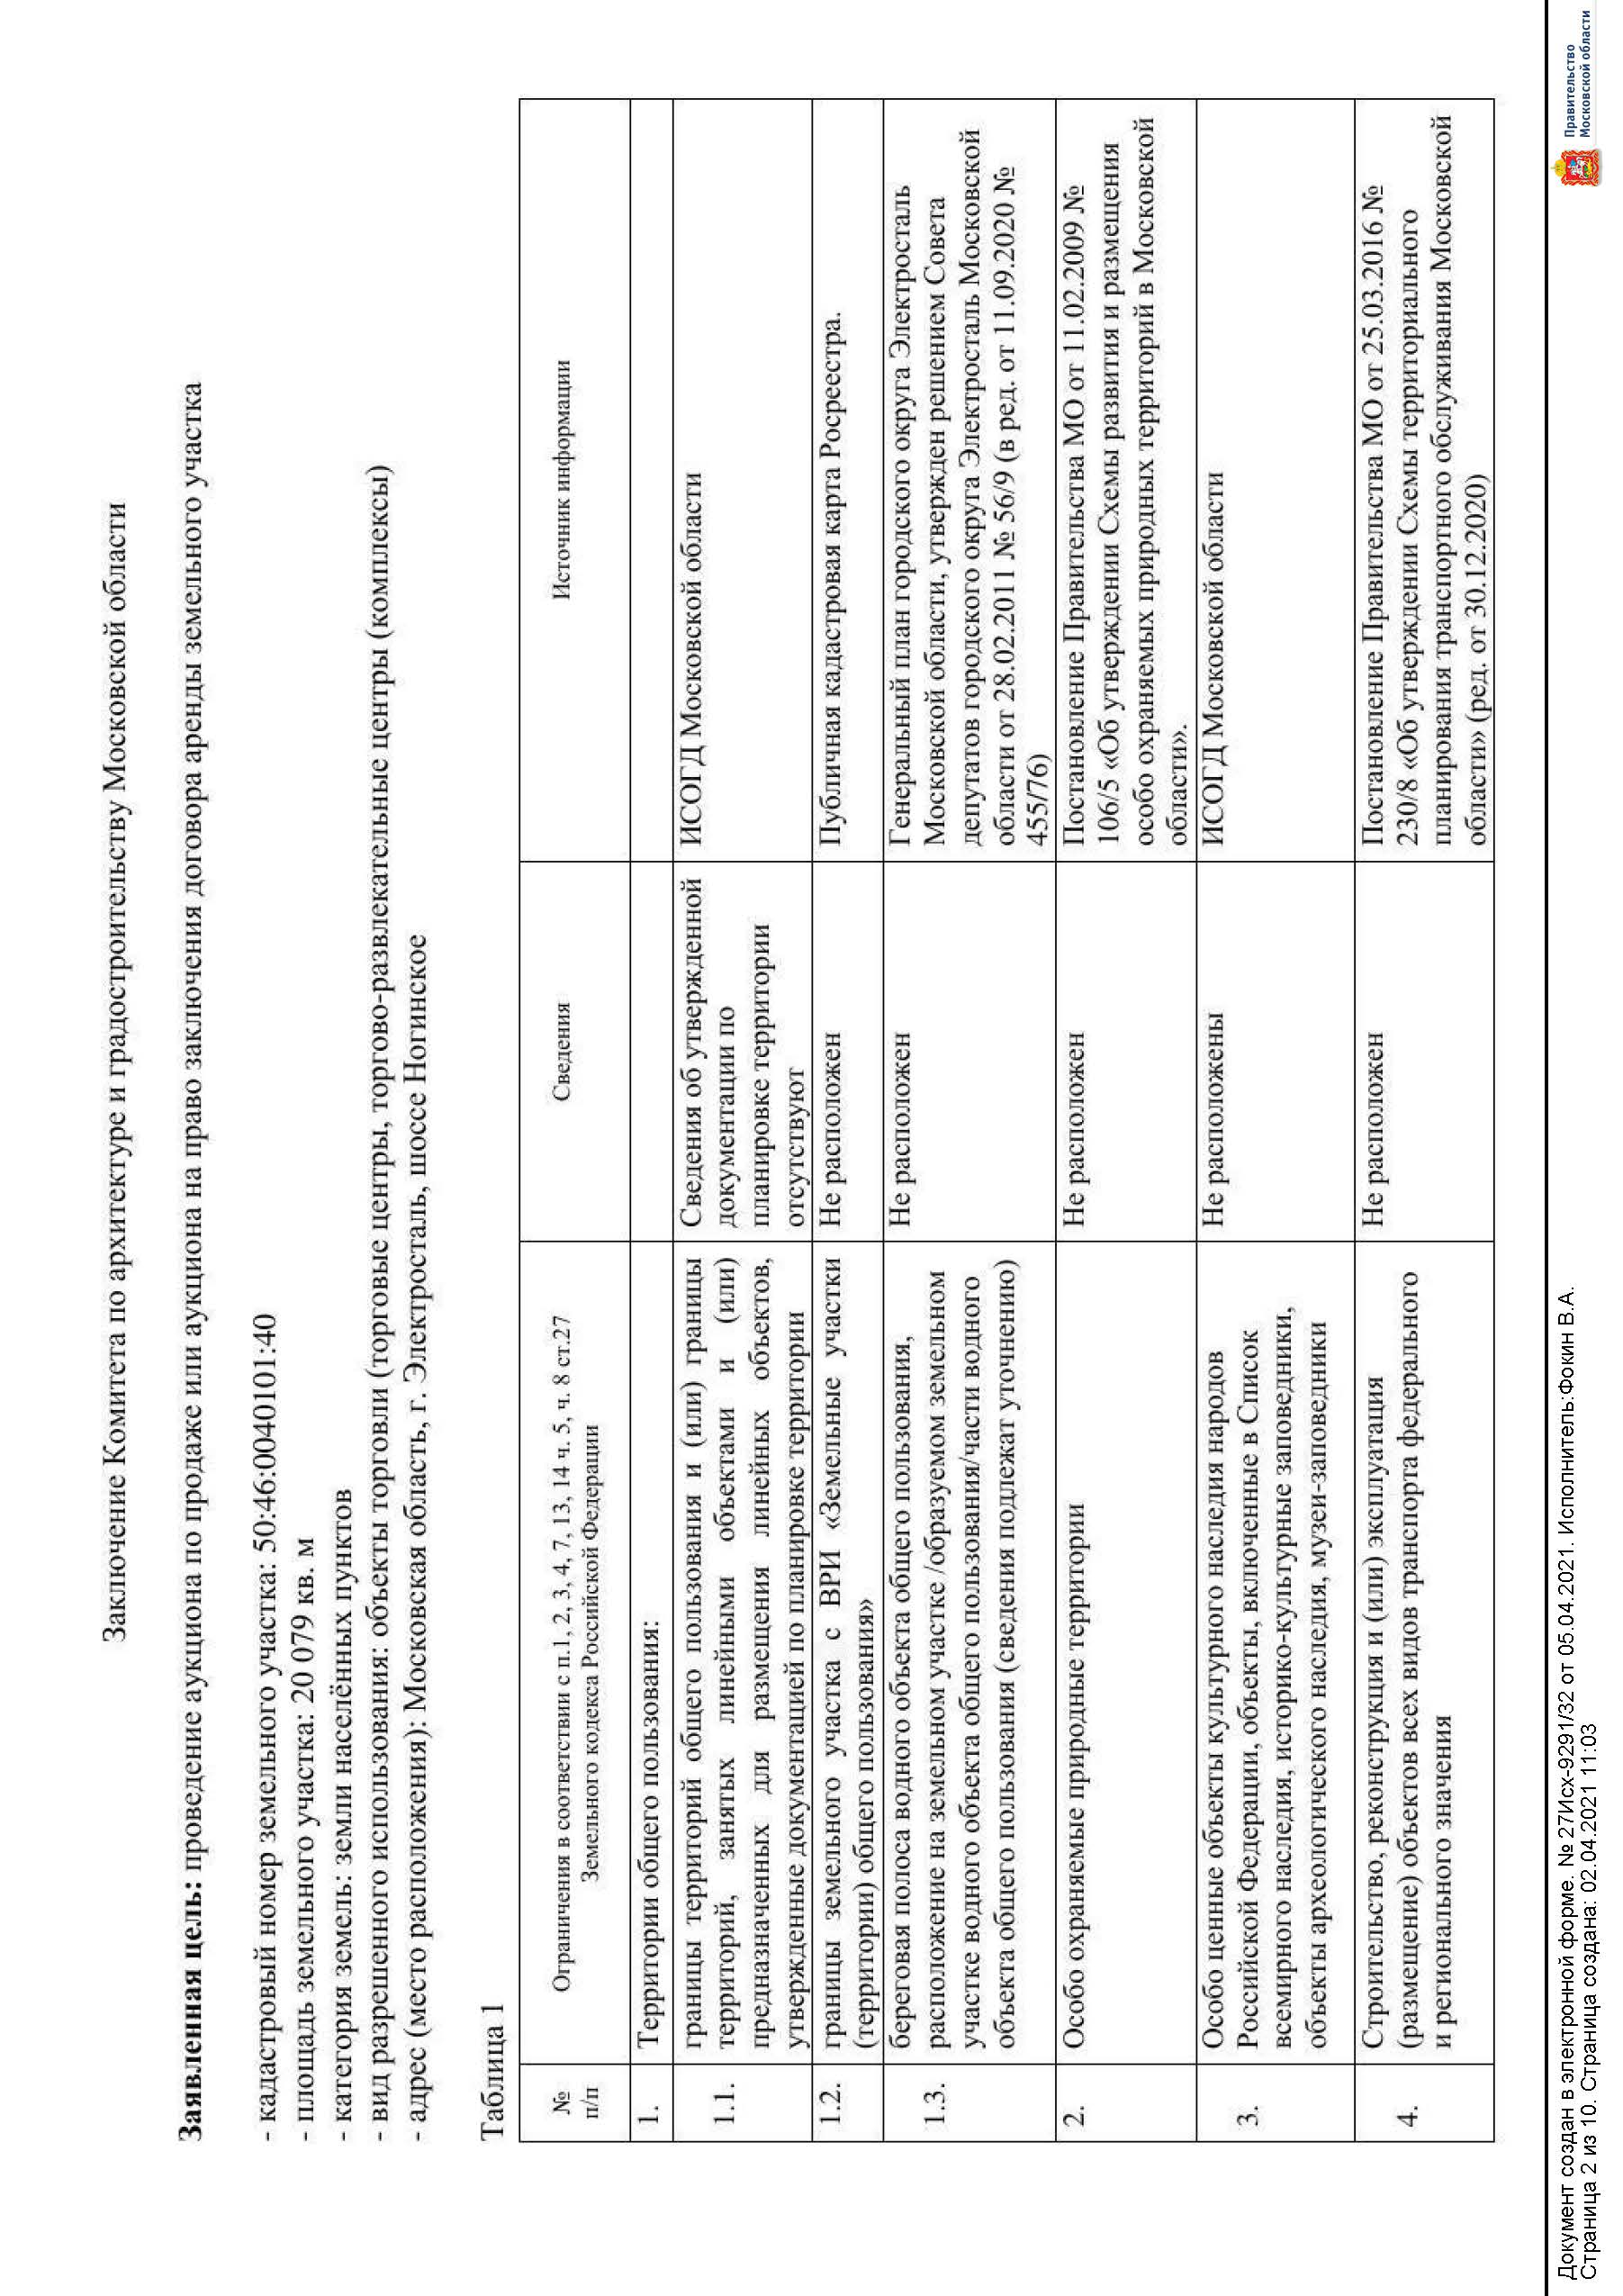 Заключение Комитета по архитектуре и градостроительству Московской области
Заявленная цель: проведение аукциона по продаже или аукциона на право заключения договора аренды земельного участка
- кадастровый номер земельного участка: 50:46:0040101:40
- площадь земельного участка: 20 079 кв. м
- категория земель: земли населённых пунктов
- вид разрешенного использования: объекты торговли (торговые центры, торгово-развлекательные центры (комплексы)
- адрес (место расположения): Московская область, г. Электросталь, шоссе Ногинское
Таблица 1
№
п/п
Ограничения в соответствии с п.1, 2, 3, 4, 7, 13, 14 ч. 5, ч. 8 ст.27
Земельного кодекса Российской Федерации
Сведения
Источник информации
1.
Территории общего пользования:
1.1.
границы территорий общего пользования и (или) границы
территорий, занятых линейными объектами и (или)
предназначенных для размещения линейных объектов,
утвержденные документацией по планировке территории
Сведения об утвержденной
документации по
планировке территории
отсутствуют
ИСОГД Московской области
1.2.
границы земельного участка с ВРИ «Земельные участки
(территории) общего пользования»
Не расположен
Публичная кадастровая карта Росреестра.
1.3.
береговая полоса водного объекта общего пользования,
расположение на земельном участке /образуемом земельном
участке водного объекта общего пользования/части водного
объекта общего пользования (сведения подлежат уточнению)
Не расположен
Генеральный план городского округа Электросталь
Московской области, утвержден решением Совета
депутатов городского округа Электросталь Московской
области от 28.02.2011 № 56/9 (в ред. от 11.09.2020 №
455/76)
2.
Особо охраняемые природные территории
Не расположен
Постановление Правительства МО от 11.02.2009 №
106/5 «Об утверждении Схемы развития и размещения
особо охраняемых природных территорий в Московской
области».
3.
Особо ценные объекты культурного наследия народов
Российской Федерации, объекты, включенные в Список
всемирного наследия, историко-культурные заповедники,
объекты археологического наследия, музеи-заповедники
Не расположены
ИСОГД Московской области
4.
Строительство, реконструкция и (или) эксплуатация
(размещение) объектов всех видов транспорта федерального
и регионального значения
Не расположен
Постановление Правительства МО от 25.03.2016 №
230/8 «Об утверждении Схемы территориального
планирования транспортного обслуживания Московской
области» (ред. от 30.12.2020)
Документ создан в электронной форме. № 27Исх-9291/32 от 05.04.2021. Исполнитель:Фокин В.А.
Страница 2 из 10. Страница создана: 02.04.2021 11:03
Правительство
Московской области